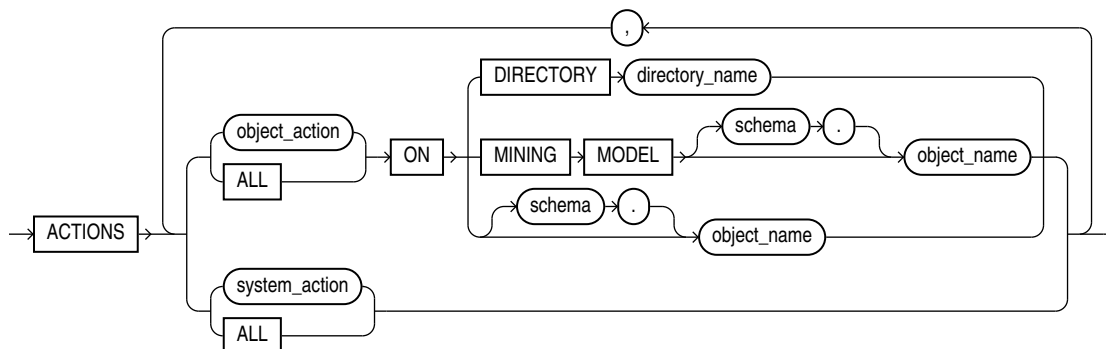 ,
DIRECTORY directory_name
object_action schema .
ALL ON MINING MODEL object_name
schema .
ACTIONS object_name
system_action
ALL